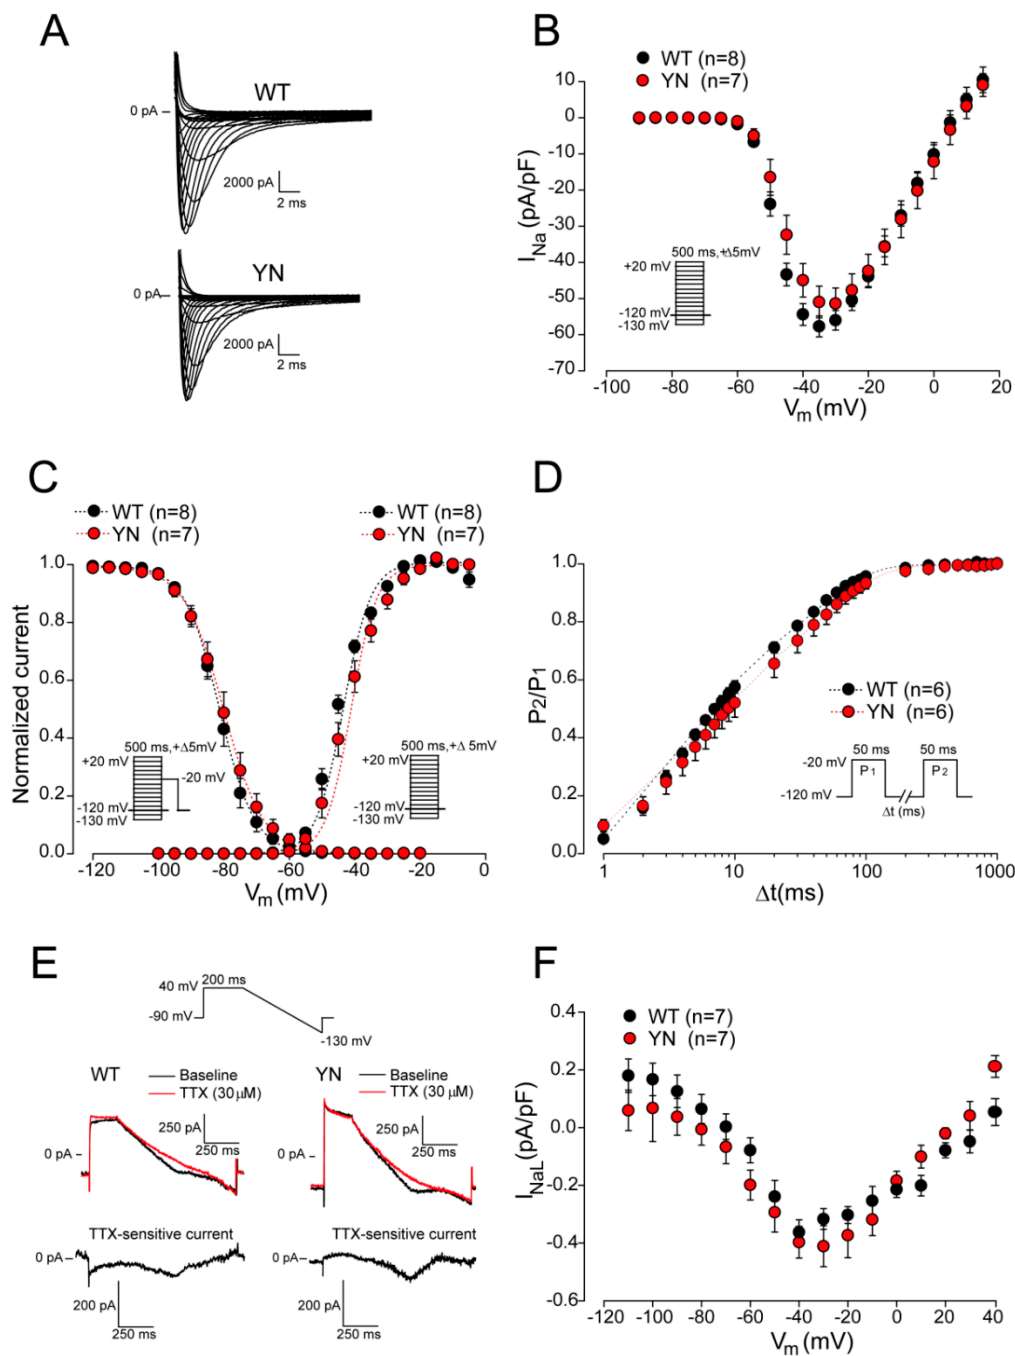 A
WT
0 pA
2000 pA
2 ms
YN
0 pA
2000 pA
2 ms
B
WT (n=8)
YN (n=7)
I_Na (pA/pF)
10
0
-10
-20
-30
-40
-50
-60
-70
500 ms,+Δ5mV
+20 mV
-120 mV
-130 mV
-100 -80 -60 -40 -20 0 20
V_m (mV)
C
WT (n=8)
YN (n=7)
WT (n=8)
YN (n=7)
Normalized current
1.0
0.8
0.6
0.4
0.2
0.0
500 ms,+Δ5mV
+20 mV
-20 mV
-120 mV
-130 mV
500 ms,+Δ 5mV
+20 mV
-120 mV
-130 mV
-120 -100 -80 -60 -40 -20 0
V_m (mV)
D
P2/P1
1.0
0.8
0.6
0.4
0.2
0.0
WT (n=6)
YN (n=6)
50 ms 50 ms
-20 mV
P1 P2
-120 mV
Δt (ms)
1 10 100 1000
Δt(ms)
E
200 ms
40 mV
-90 mV
-130 mV
WT
Baseline
TTX (30 μM)
250 pA
250 ms
0 pA
YN
Baseline
TTX (30 μM)
250 pA
250 ms
0 pA
TTX-sensitive current
0 pA
200 pA
250 ms
TTX-sensitive current
0 pA
200 pA
250 ms
F
WT (n=7)
YN (n=7)
I_NaL (pA/pF)
0.4
0.2
0.0
-0.2
-0.4
-0.6
-120 -100 -80 -60 -40 -20 0 20 40
V_m (mV)